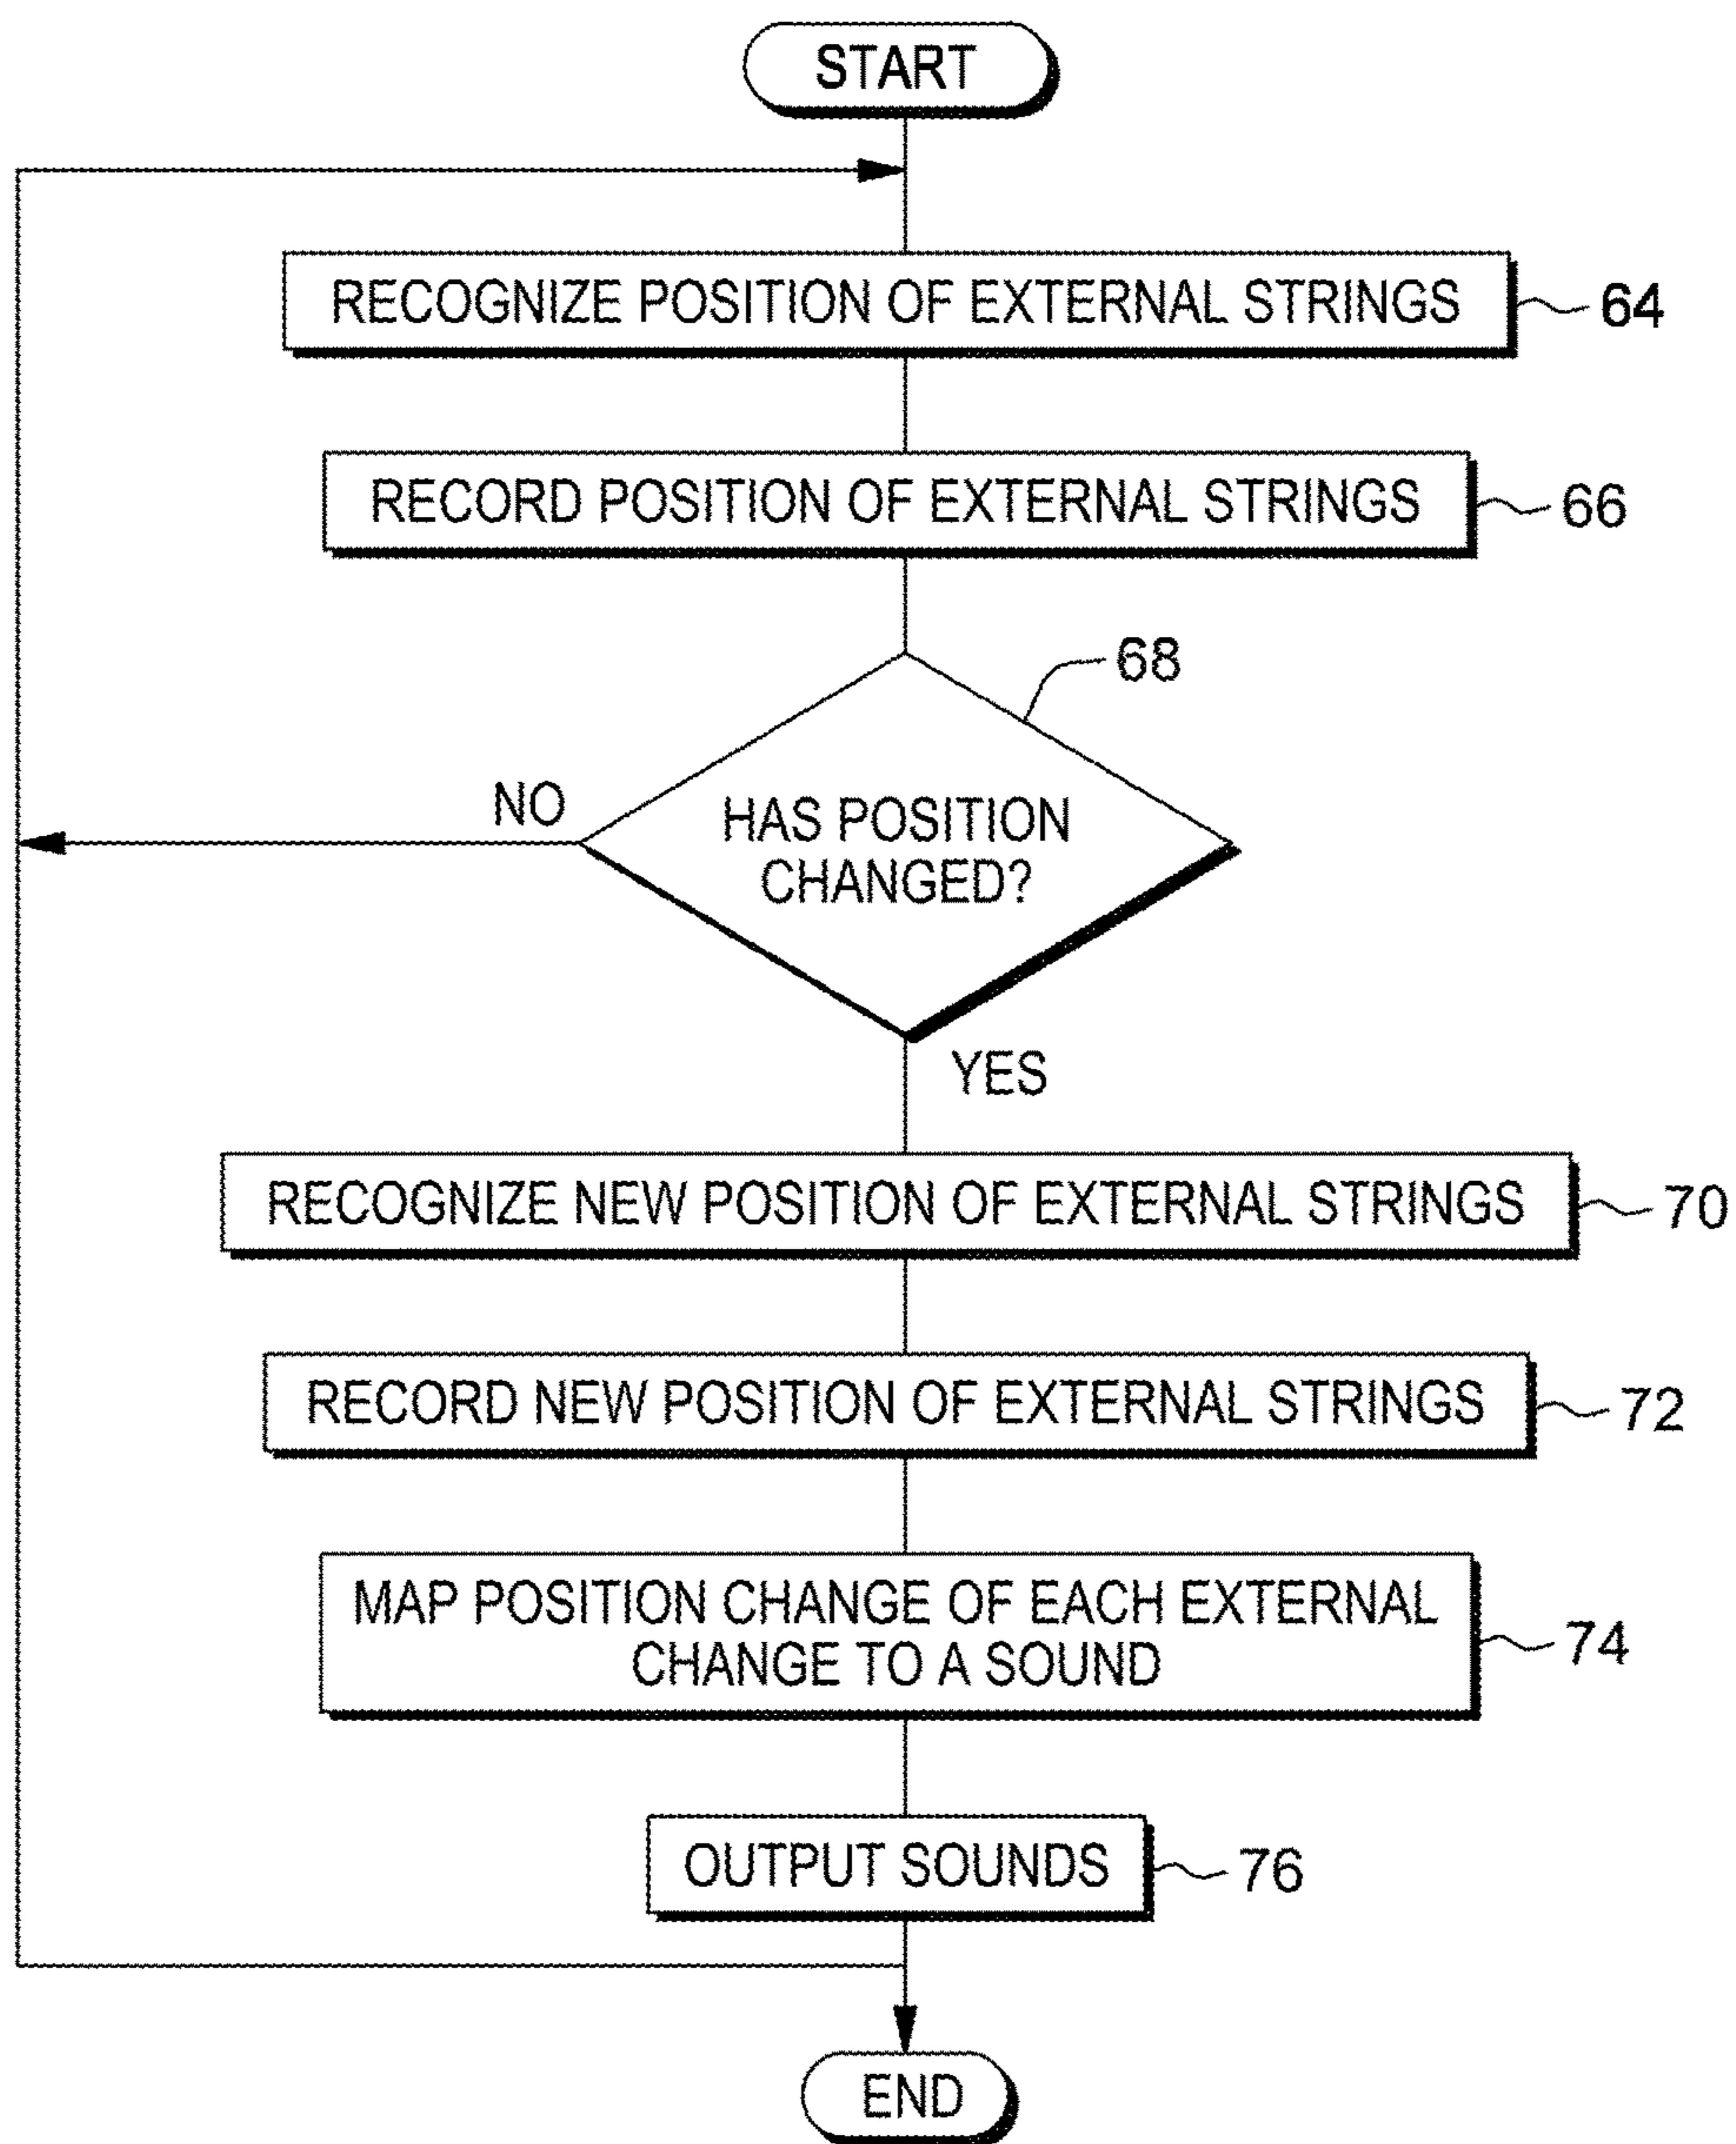 START
RECOGNIZE POSITION OF EXTERNAL STRINGS
64
RECORD POSITION OF EXTERNAL STRINGS
66
68
NO
HAS POSITION
CHANGED?
YES
RECOGNIZE NEW POSITION OF EXTERNAL STRINGS
70
RECORD NEW POSITION OF EXTERNAL STRINGS
72
MAP POSITION CHANGE OF EACH EXTERNAL
CHANGE TO A SOUND
74
OUTPUT SOUNDS
76
END